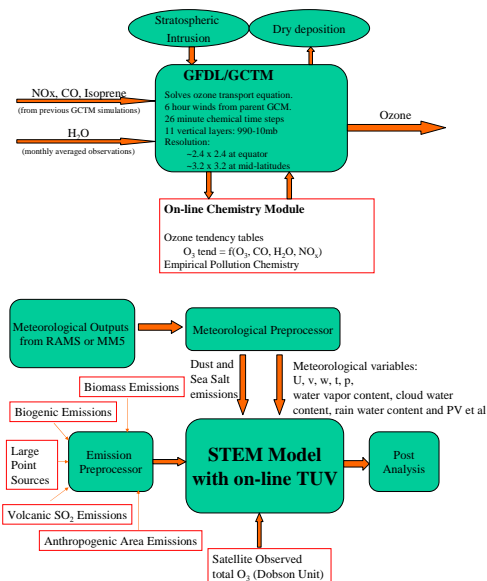 Stratospheric
Intrusion
Dry deposition
GFDL/GCTM
Solves ozone transport equation.
6 hour winds from parent GCM.
26 minute chemical time steps
11 vertical layers: 990-10mb
Resolution:
~2.4 x 2.4 at equator
~3.2 x 3.2 at mid-latitudes
NOx, CO, Isoprene
(from previous GCTM simulations)
H2O
(monthly averaged observations)
Ozone
On-line Chemistry Module
Ozone tendency tables
O3 tend = f(O3, CO, H2O, NOx)
Empirical Pollution Chemistry
Meteorological Outputs
from RAMS or MM5
Meteorological Preprocessor
Dust and
Sea Salt
emissions
Meteorological variables:
U, v, w, t, p,
water vapor content, cloud water
content, rain water content and PV et al
Biomass Emissions
Biogenic Emissions
Large
Point
Sources
Emission
Preprocessor
Volcanic SO2 Emissions
Anthropogenic Area Emissions
STEM Model
with on-line TUV
Post
Analysis
Satellite Observed
total O3 (Dobson Unit)